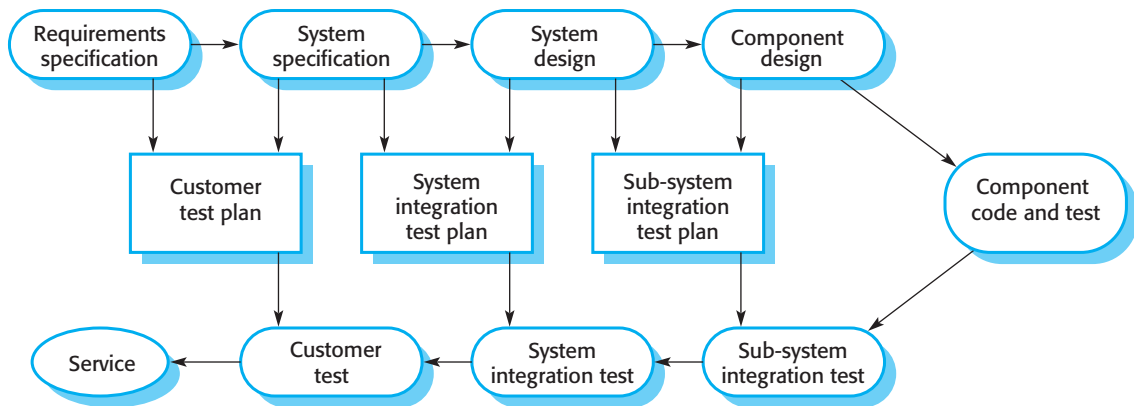 Requirements
specification
System
specification
System
design
Component
design
Customer
test plan
System
integration
test plan
Sub-system
integration
test plan
Component
code and test
Service
Customer
test
System
integration test
Sub-system
integration test